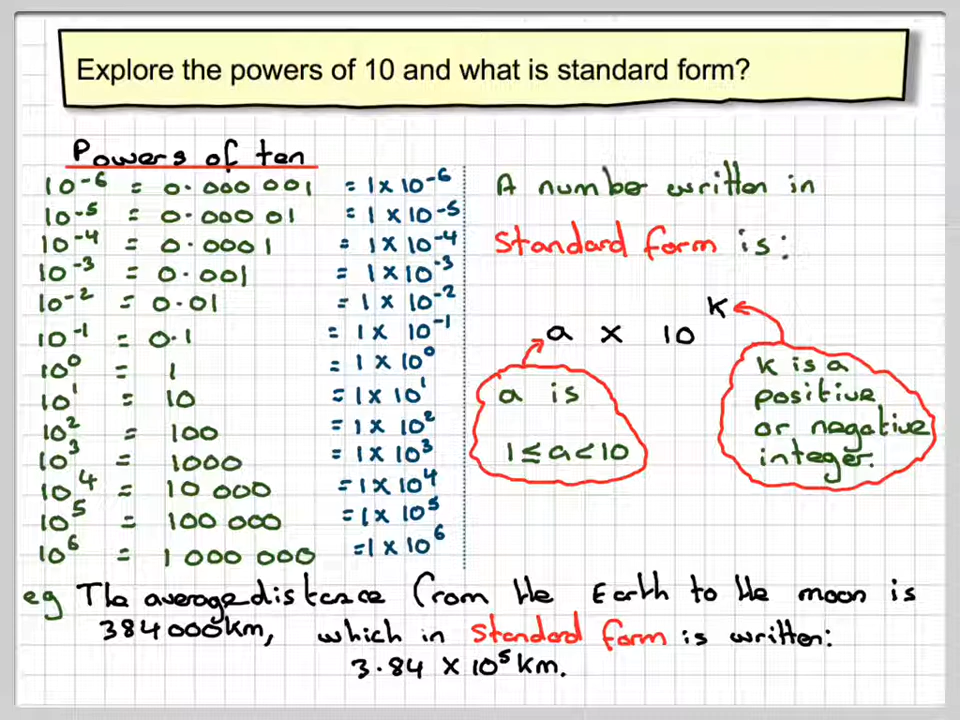 Explore the powers of 10 and what is standard form?
Powers of ten
10⁻⁶ = 0.000 001 = 1 x 10⁻⁶
10⁻⁵ = 0.000 01 = 1 x 10⁻⁵
10⁻⁴ = 0.000 1 = 1 x 10⁻⁴
10⁻³ = 0.001 = 1 x 10⁻³
10⁻² = 0.01 = 1 x 10⁻²
10⁻¹ = 0.1 = 1 x 10⁻¹
10⁰ = 1 = 1 x 10⁰
10¹ = 10 = 1 x 10¹
10² = 100 = 1 x 10²
10³ = 1000 = 1 x 10³
10⁴ = 10 000 = 1 x 10⁴
10⁵ = 100 000 = 1 x 10⁵
10⁶ = 1 000 000 = 1 x 10⁶
A number written in
standard form is:
a x 10ᵏ
a is
1 ≤ a < 10
k is a
positive
or negative
integer.
eg The average distance from the Earth to the moon is
384 000km, which in standard form is written:
3.84 x 10⁵ km.